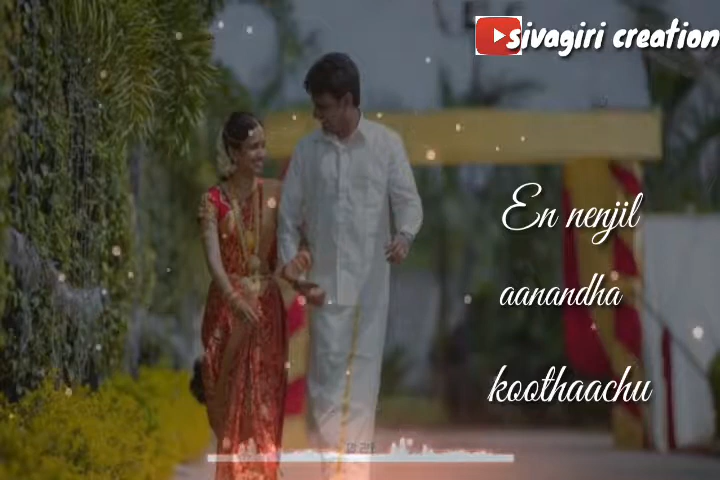 sivagiri creation
En nenjil
aanandha
koothaachu